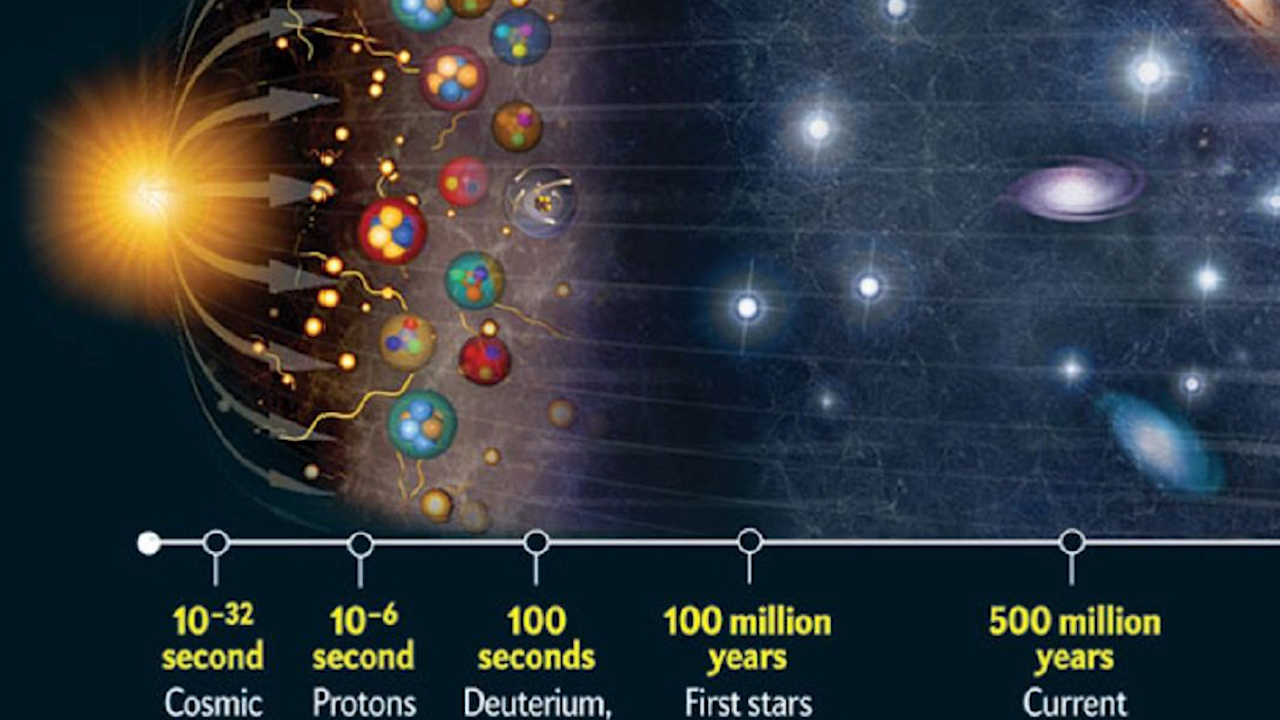 10⁻³² second
Cosmic
10⁻⁶ second
Protons
100 seconds
Deuterium,
100 million years
First stars
500 million years
Current